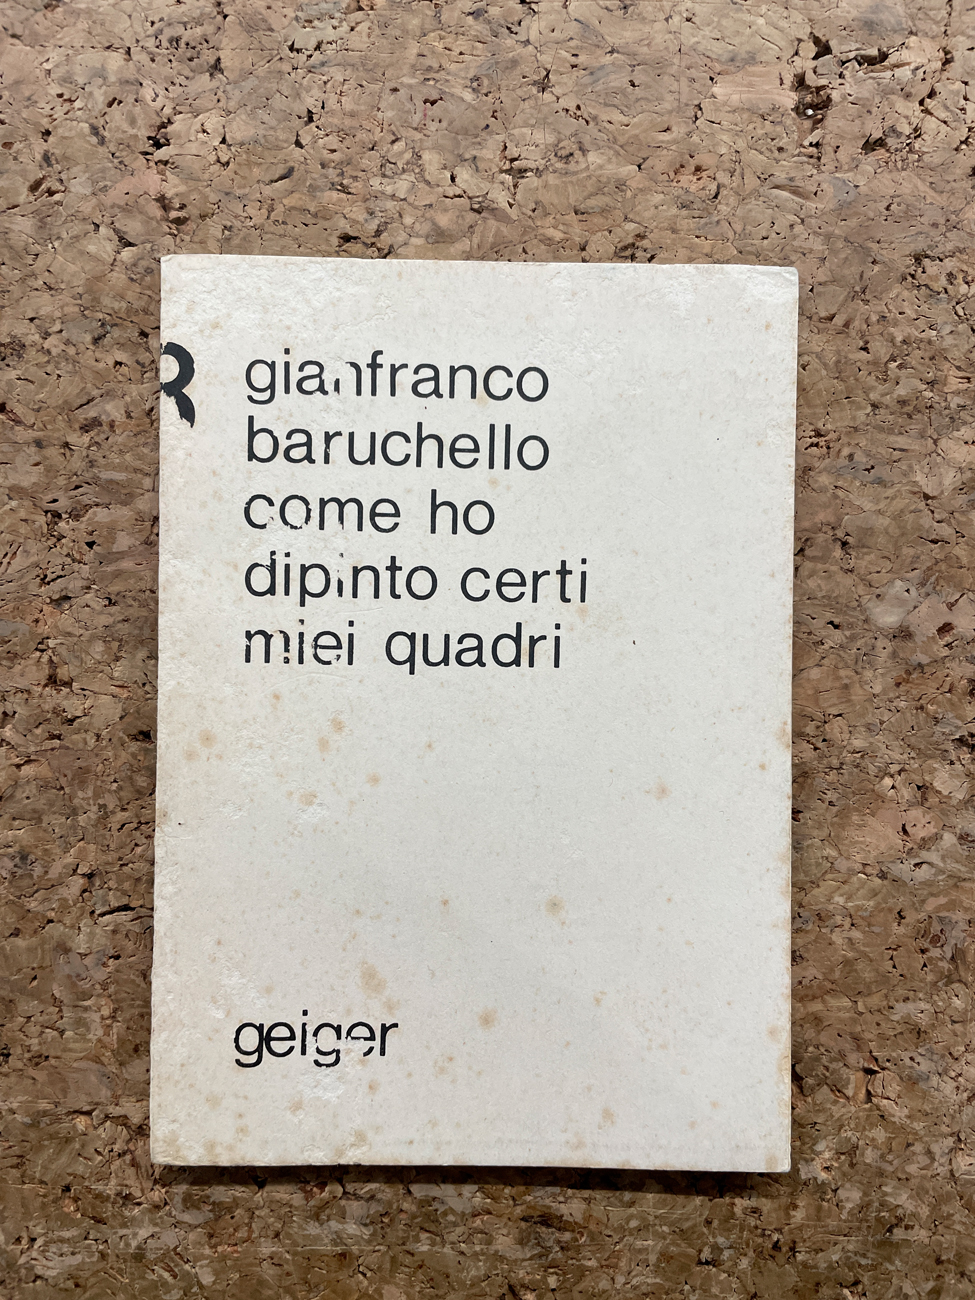 R
gianfranco
baruchello
come ho
dipinto certi
miei quadri
geiger